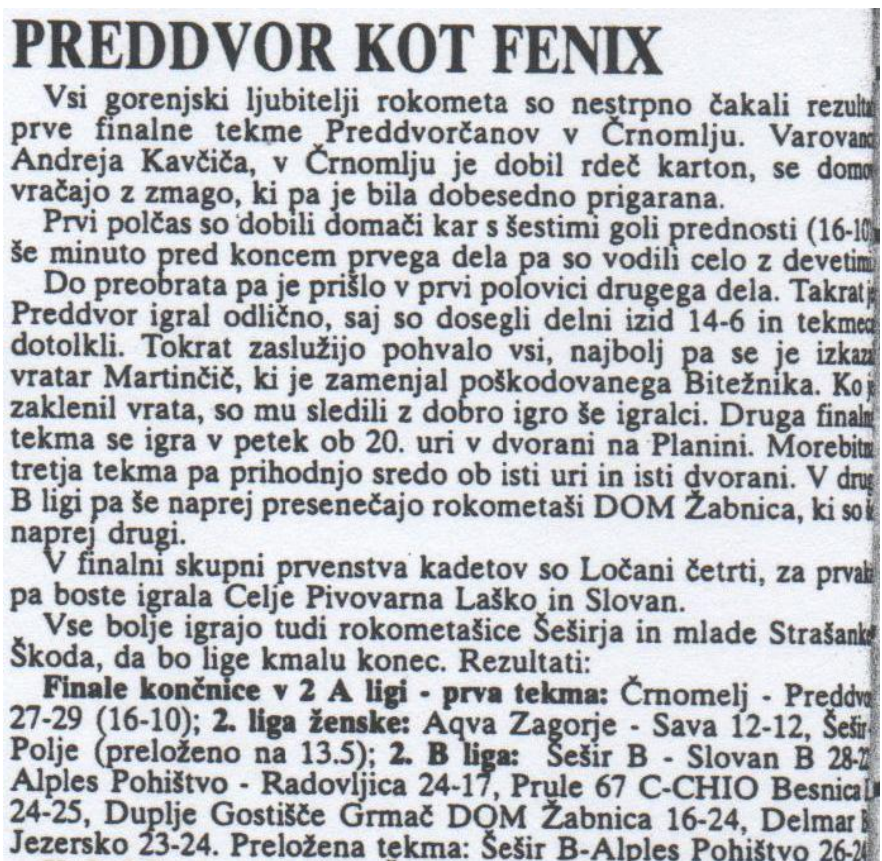 PREDDVOR KOT FENIX
Vsi gorenjski ljubitelji rokometa so nestrpno čakali
prve finalne tekme Preddvorčanov v Črnomlju.
Andreja Kavčiča, v Črnomlju je dobil rdeč karton, se
vračajo z zmago, ki pa je bila dobesedno prigarana.
Prvi polčas so dobili domači kar s šestimi goli prednosti (16-10
še minuto pred koncem prvega dela pa so vodili celo z devetimi
Do preobrata pa je prišlo v prvi polovici drugega dela. Takrat je
Preddvor igral odlično, saj so dosegli delni izid 14-6 in
dotolkli. Tokrat zaslužijo pohvalo vsi, najbolj pa se je
vratar Martinčič, ki je zamenjal poškodovanega Bitežnika. Ko je
zaklenil vrata, so mu sledili z dobro igro še igralci. Druga
tekma se igra v petek ob 20. uri v dvorani na Planini.
tretja tekma pa prihodnjo sredo ob isti uri in isti dvorani. V
B ligi pa še naprej presenečajo rokometaši DOM Žabnica, ki so
naprej drugi.
V finalni skupni prvenstva kadetov so Ločani četrti, za
pa boste igrala Celje Pivovarna Laško in Slovan.
Vse bolje igrajo tudi rokometašice Šeširja in mlade
Škoda, da bo lige kmalu konec. Rezultati:
Finale končnice v 2 A ligi - prva tekma: Črnomelj -
27-29 (16-10); 2. liga ženske: Aqva Zagorje - Sava 12-12, Šešir
Polje (preloženo na 13.5); 2. B liga: Šešir B - Slovan B
Alples Pohištvo - Radovljica 24-17, Prule 67 C-CHIO Besnica
24-25, Duplje Gostišče Grmač DOM Žabnica 16-24, Delmar
Jezersko 23-24. Preložena tekma: Šešir B-Alples Pohištvo